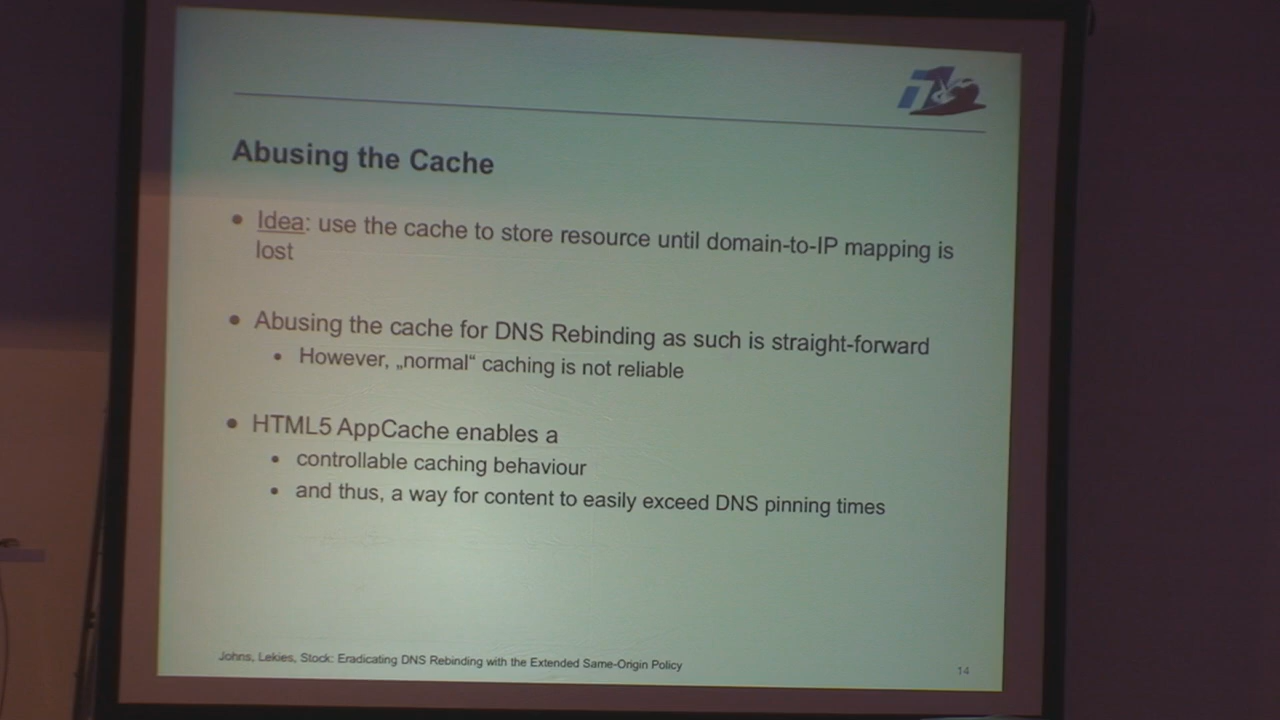 Abusing the Cache
• Idea: use the cache to store resource until domain-to-IP mapping is
lost
• Abusing the cache for DNS Rebinding as such is straight-forward
• However, „normal“ caching is not reliable
• HTML5 AppCache enables a
• controllable caching behaviour
• and thus, a way for content to easily exceed DNS pinning times
Johns, Lekies, Stock: Eradicating DNS Rebinding with the Extended Same-Origin Policy
14